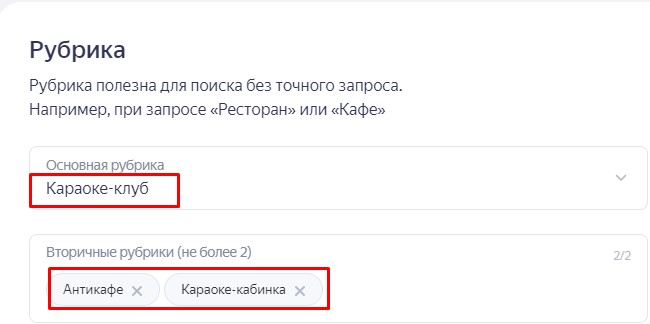 Рубрика
Рубрика полезна для поиска без точного запроса.
Например, при запросе «Ресторан» или «Кафе»
Основная рубрика
Караоке-клуб
Вторичные рубрики (не более 2) 2/2
Антикафе × Караоке-кабинка ×